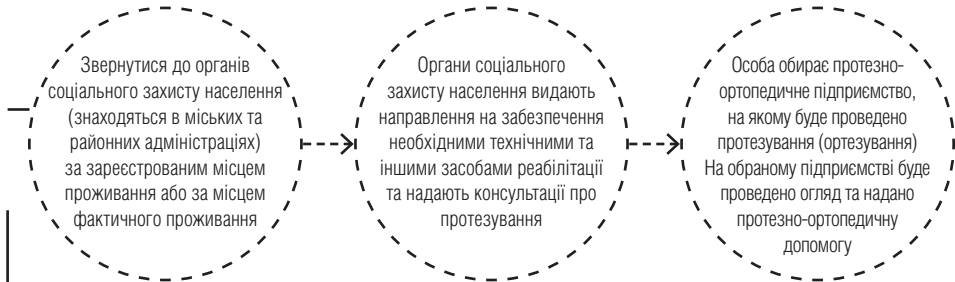 Звернутися до органів
соціального захисту населення
(знаходяться в міських та
районних адміністраціях)
за зареєстрованим місцем
проживання або за місцем
фактичного проживання
Органи соціального
захисту населення видають
направлення на забезпечення
необхідними технічними та
іншими засобами реабілітації
та надають консультації про
протезування
Особа обирає протезно-
ортопедичне підприємство,
на якому буде проведено
протезування (ортезування)
На обраному підприємстві буде
проведено огляд та надано
протезно-ортопедичну
допомогу